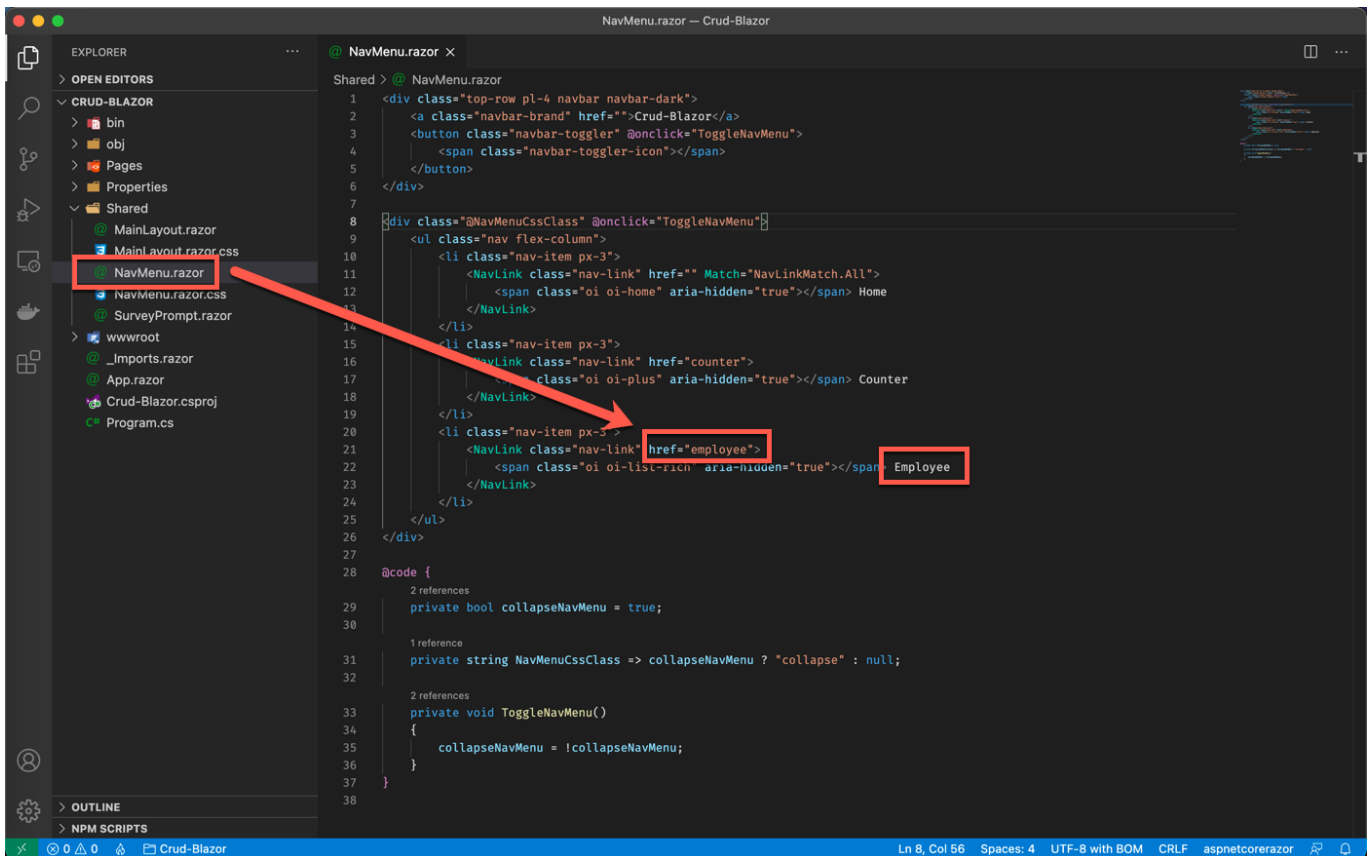 NavMenu.razor — Crud-Blazor
EXPLORER
OPEN EDITORS
CRUD-BLAZOR
bin
obj
Pages
Properties
Shared
MainLayout.razor
MainLayout.razor.css
NavMenu.razor
NavMenu.razor.css
SurveyPrompt.razor
wwwroot
_Imports.razor
App.razor
Crud-Blazor.csproj
C# Program.cs
OUTLINE
NPM SCRIPTS
@ NavMenu.razor ×
Shared > @ NavMenu.razor
1 <div class="top-row pl-4 navbar navbar-dark">
2 <a class="navbar-brand" href="">Crud-Blazor</a>
3 <button class="navbar-toggler" @onclick="ToggleNavMenu">
4 <span class="navbar-toggler-icon"></span>
5 </button>
6 </div>
7
8 <div class="@NavMenuCssClass" @onclick="ToggleNavMenu">
9 <ul class="nav flex-column">
10 <li class="nav-item px-3">
11 <NavLink class="nav-link" href="" Match="NavLinkMatch.All">
12 <span class="oi oi-home" aria-hidden="true"></span> Home
13 </NavLink>
14 </li>
15 <li class="nav-item px-3">
16 <NavLink class="nav-link" href="counter">
17 <span class="oi oi-plus" aria-hidden="true"></span> Counter
18 </NavLink>
19 </li>
20 <li class="nav-item px-3">
21 <NavLink class="nav-link" href="employee">
22 <span class="oi oi-list-rich" aria-hidden="true"></span> Employee
23 </NavLink>
24 </li>
25 </ul>
26 </div>
27
28 @code {
2 references
29 private bool collapseNavMenu = true;
30
1 reference
31 private string NavMenuCssClass => collapseNavMenu ? "collapse" : null;
32
2 references
33 private void ToggleNavMenu()
34 {
35 collapseNavMenu = !collapseNavMenu;
36 }
37 }
38
0 0 Crud-Blazor Ln 8, Col 56 Spaces: 4 UTF-8 with BOM CRLF aspnetcorerazor